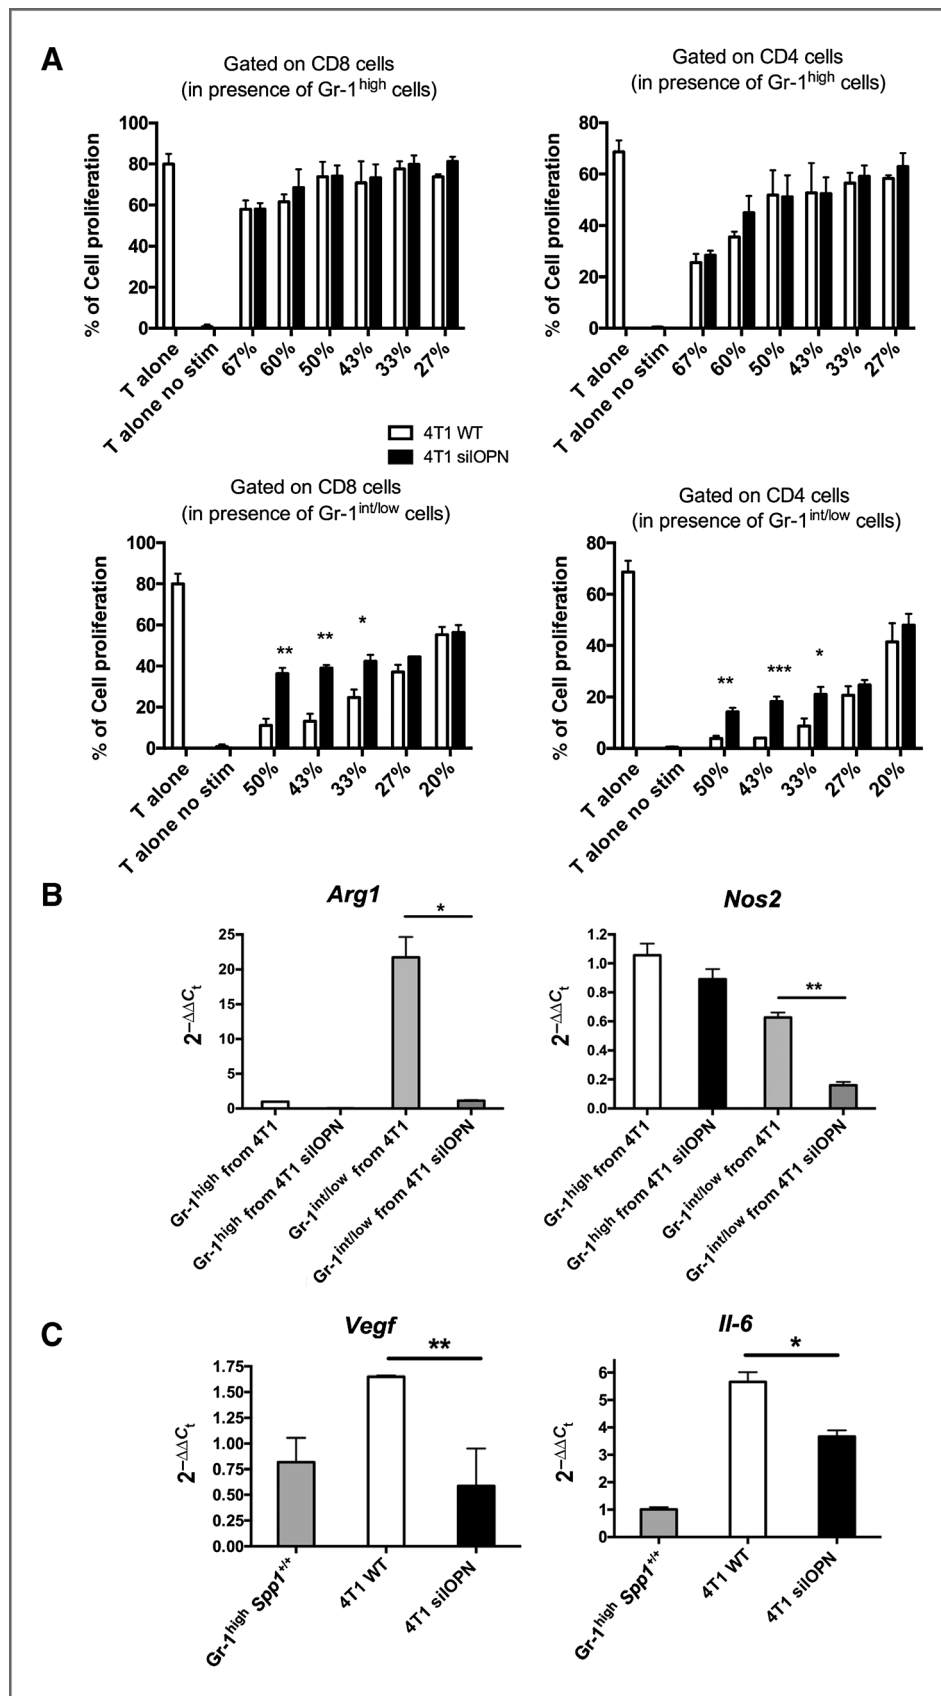 A
Gated on CD8 cells
(in presence of Gr-1high cells)
% of Cell proliferation
100
80
60
40
20
0
T alone
T alone no stim
67%
60%
50%
43%
33%
27%
Gated on CD4 cells
(in presence of Gr-1high cells)
% of Cell proliferation
80
60
40
20
0
T alone
T alone no stim
67%
60%
50%
43%
33%
27%
4T1 WT
4T1 silOPN
Gated on CD8 cells
(in presence of Gr-1int/low cells)
% of Cell proliferation
100
80
60
40
20
0
** ** *
T alone
T alone no stim
50%
43%
33%
27%
20%
Gated on CD4 cells
(in presence of Gr-1int/low cells)
% of Cell proliferation
80
60
40
20
0
** *** *
T alone
T alone no stim
50%
43%
33%
27%
20%
B
Arg1
2−ΔΔCt
25
20
15
10
5
0
*
Gr-1high from 4T1
Gr-1high from 4T1 silOPN
Gr-1int/low from 4T1
Gr-1int/low from 4T1 silOPN
Nos2
2−ΔΔCt
1.2
1.0
0.8
0.6
0.4
0.2
0.0
**
Gr-1high from 4T1
Gr-1high from 4T1 silOPN
Gr-1int/low from 4T1
Gr-1int/low from 4T1 silOPN
C
Vegf
2−ΔΔCt
1.75
1.50
1.25
1.00
0.75
0.50
0.25
0.00
**
Gr-1high Spp1+/+
4T1 WT
4T1 silOPN
Il-6
2−ΔΔCt
6
5
4
3
2
1
0
*
Gr-1high Spp1+/+
4T1 WT
4T1 silOPN